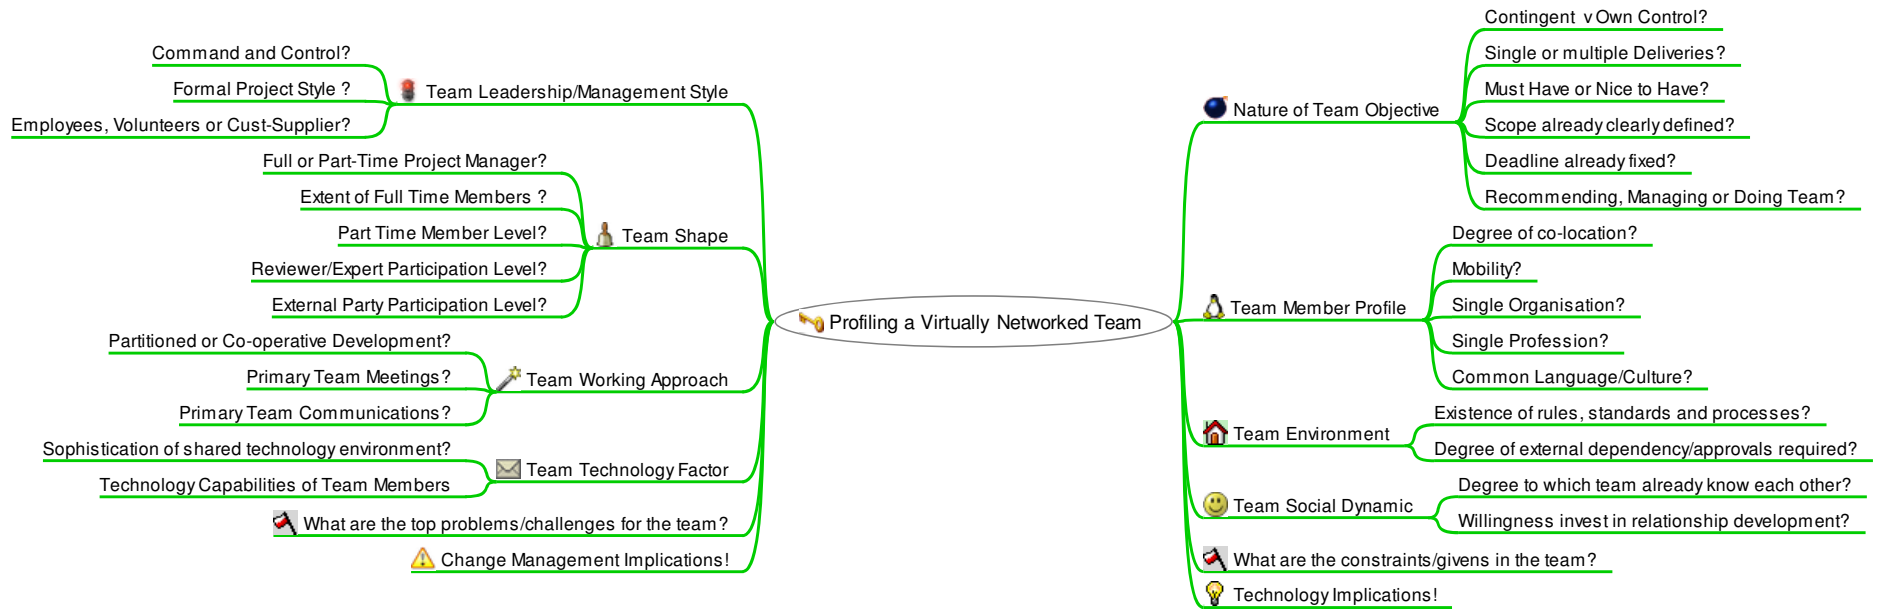 Profiling a Virtually Networked Team
Team Leadership/Management Style
Command and Control?
Formal Project Style ?
Employees, Volunteers or Cust-Supplier?
Team Shape
Full or Part-Time Project Manager?
Extent of Full Time Members ?
Part Time Member Level?
Reviewer/Expert Participation Level?
External Party Participation Level?
Team Working Approach
Partitioned or Co-operative Development?
Primary Team Meetings?
Primary Team Communications?
Team Technology Factor
Sophistication of shared technology environment?
Technology Capabilities of Team Members
What are the top problems/challenges for the team?
Change Management Implications!
Nature of Team Objective
Contingent v Own Control?
Single or multiple Deliveries?
Must Have or Nice to Have?
Scope already clearly defined?
Deadline already fixed?
Recommending, Managing or Doing Team?
Team Member Profile
Degree of co-location?
Mobility?
Single Organisation?
Single Profession?
Common Language/Culture?
Team Environment
Existence of rules, standards and processes?
Degree of external dependency/approvals required?
Team Social Dynamic
Degree to which team already know each other?
Willingness invest in relationship development?
What are the constraints/givens in the team?
Technology Implications!